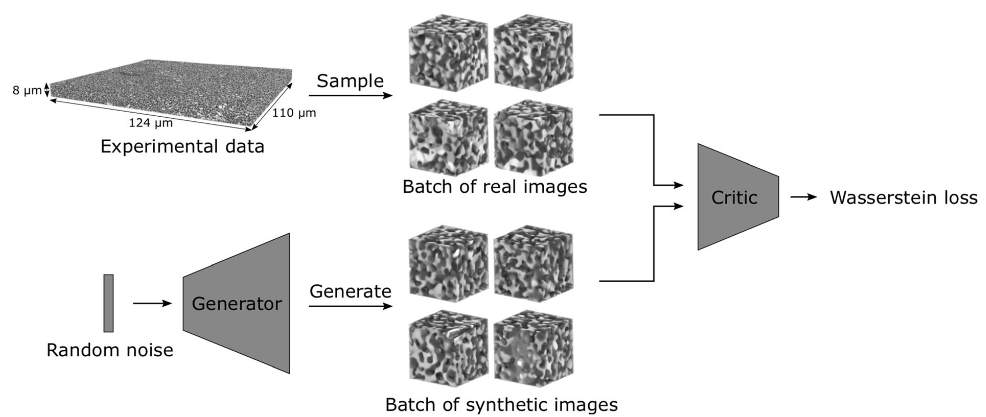 Sample
8 µm
110 µm
124 µm
Experimental data
Batch of real images
Critic
Wasserstein loss
Generator
Generate
Random noise
Batch of synthetic images